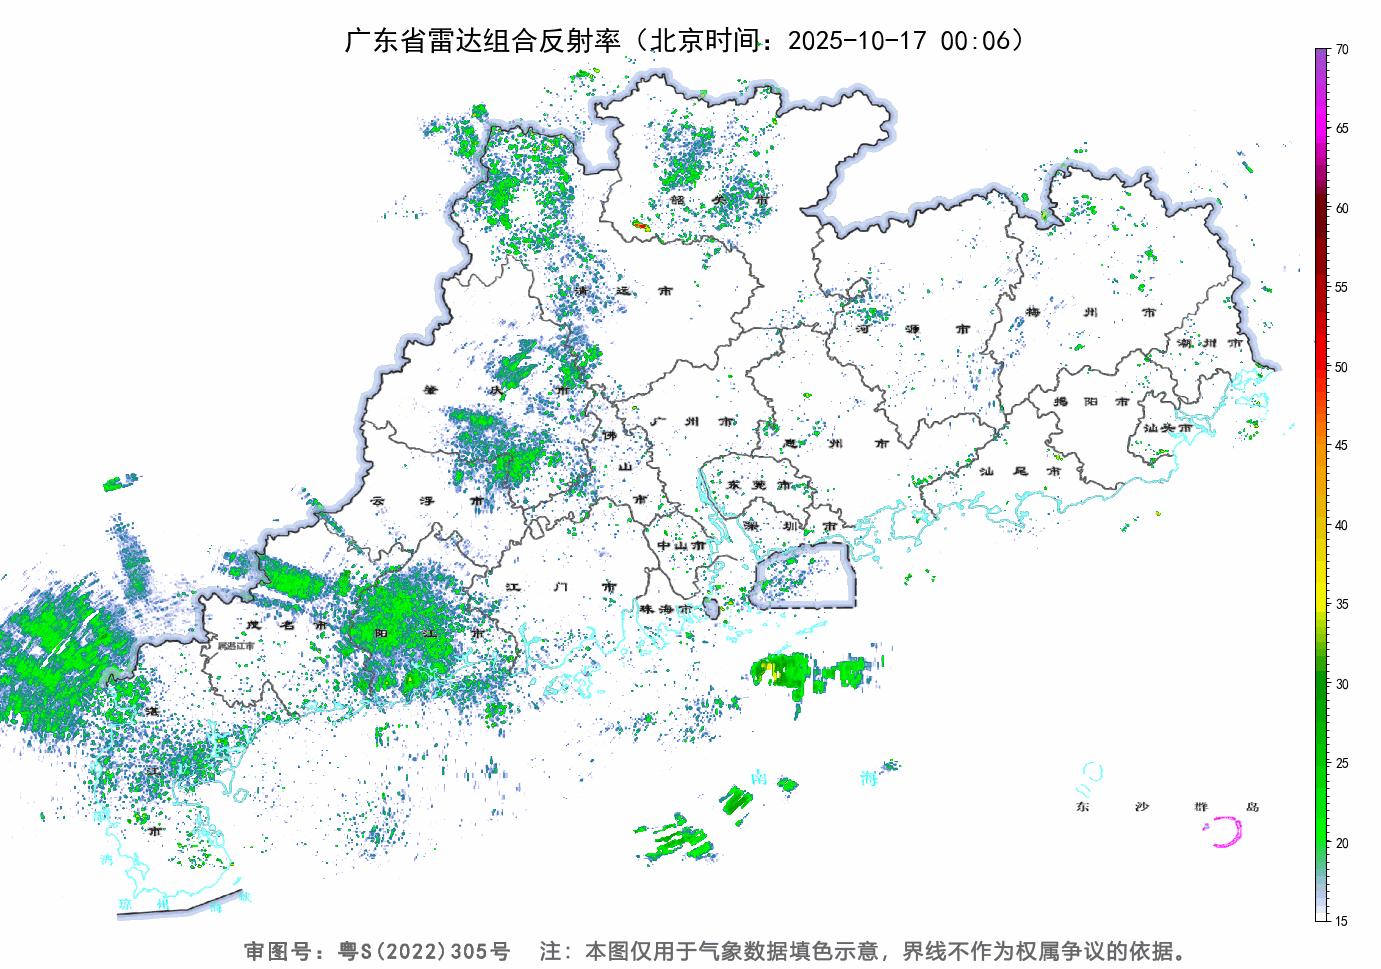 广东省雷达组合反射率（北京时间：2025-10-17 00:06）
70
65
60
55
50
45
40
35
30
25
20
15
韶 关 市
清 远 市
河 源 市
梅 州 市
潮 州 市
肇 庆 市
揭 阳 市
汕头市
广 州 市
佛 山 市
惠 州 市
汕 尾 市
云 浮 市
东 莞 市
深 圳 市
中山市
江 门 市
珠海市
茂 名 市
阳 江 市
属湛江市
湛 江 市
南 海
东 沙 群 岛
湾
琼 州 海 峡
审图号：粤S(2022)305号 注：本图仅用于气象数据填色示意，界线不作为权属争议的依据。